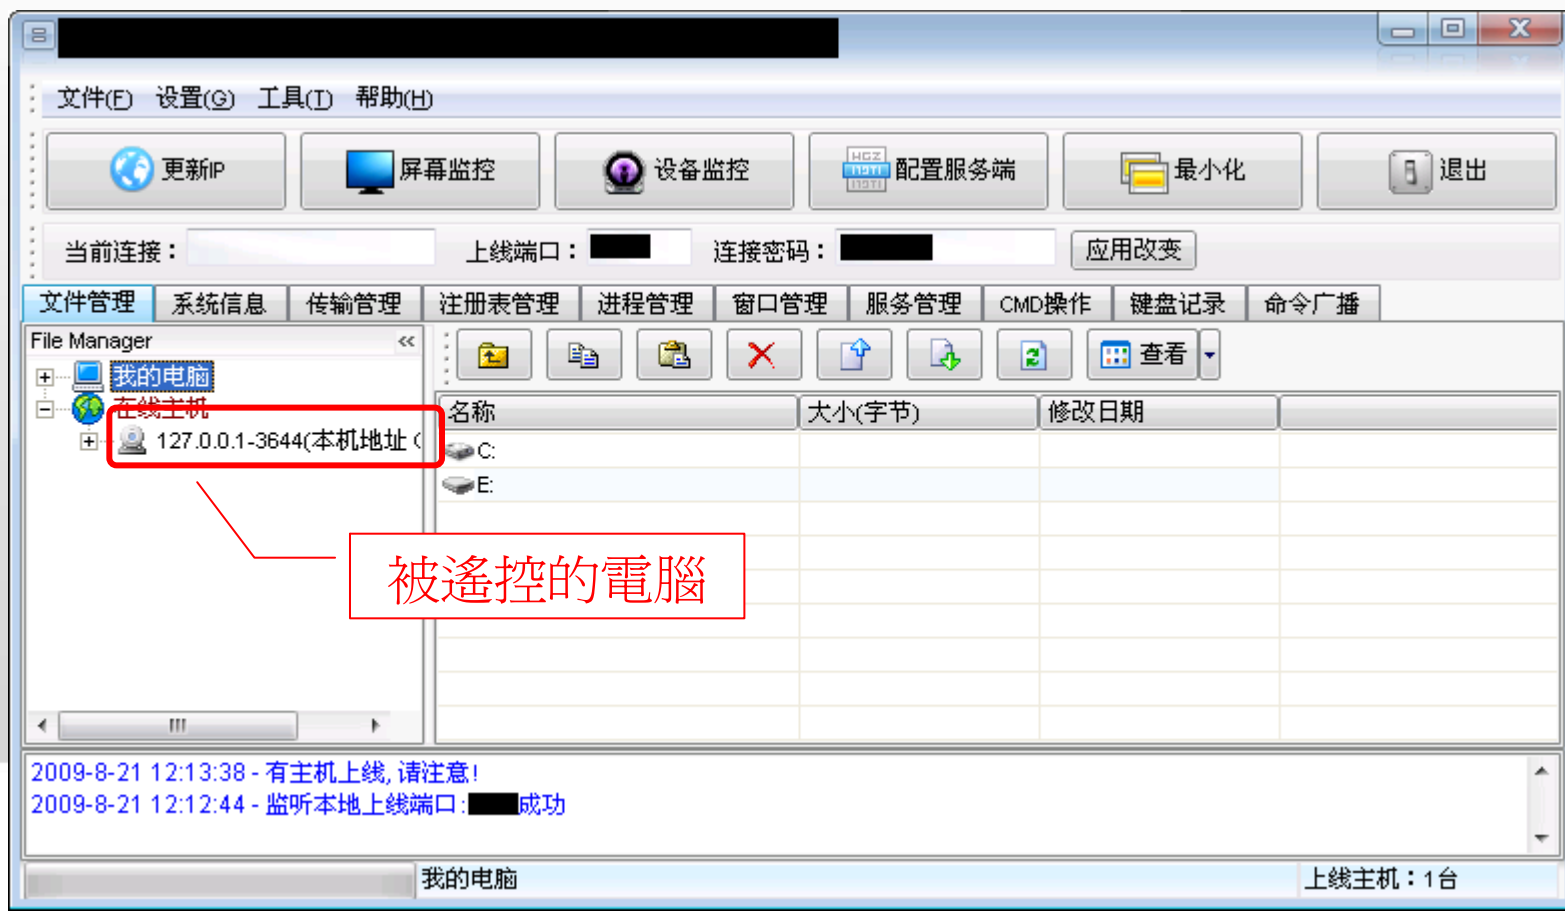 文件(F) 设置(G) 工具(T) 帮助(H)
更新IP 屏幕监控 设备监控 配置服务端 最小化 退出
当前连接： 上线端口： 连接密码： 应用改变
文件管理 系统信息 传输管理 注册表管理 进程管理 窗口管理 服务管理 CMD操作 键盘记录 命令广播
File Manager
查看
我的电脑
在线主机
127.0.0.1-3644(本机地址
名称 大小(字节) 修改日期
C:
E:
被遙控的電腦
2009-8-21 12:13:38 - 有主机上线,请注意!
2009-8-21 12:12:44 - 监听本地上线端口: 成功
我的电脑 上线主机：1台